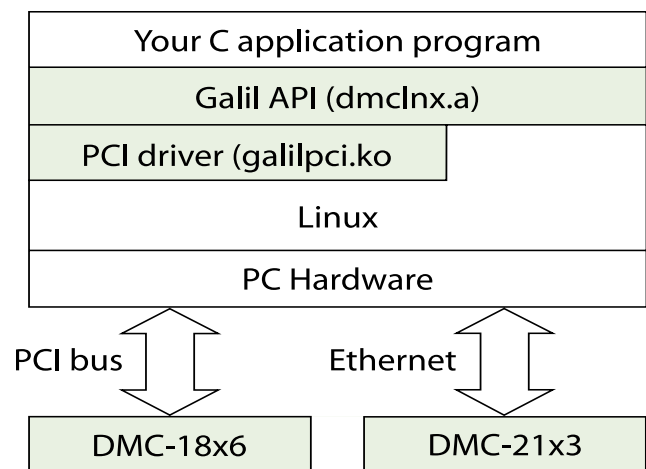 Your C application program
Galil API (dmclnx.a)
PCI driver (galilpci.ko
Linux
PC Hardware
PCI bus
Ethernet
DMC-18x6
DMC-21x3